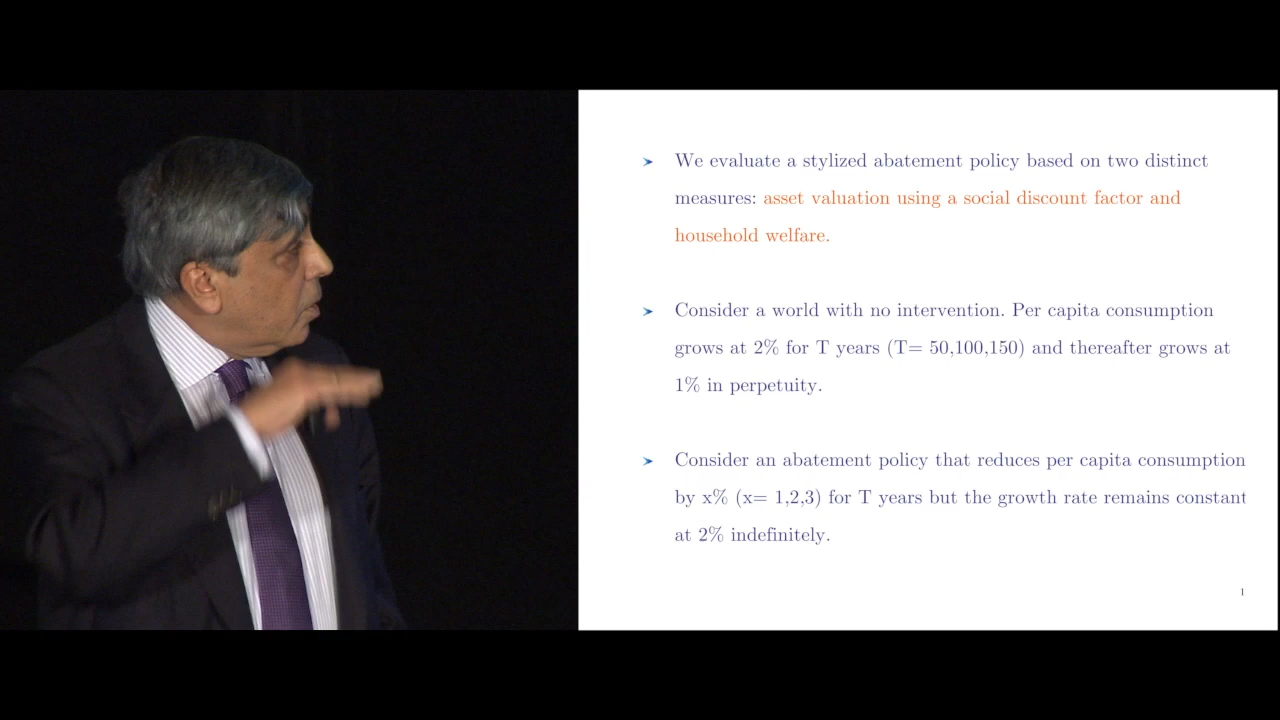 We evaluate a stylized abatement policy based on two distinct
measures: asset valuation using a social discount factor and
household welfare.
Consider a world with no intervention. Per capita consumption
grows at 2% for T years (T= 50,100,150) and thereafter grows at
1% in perpetuity.
Consider an abatement policy that reduces per capita consumption
by x% (x= 1,2,3) for T years but the growth rate remains constant
at 2% indefinitely.
1